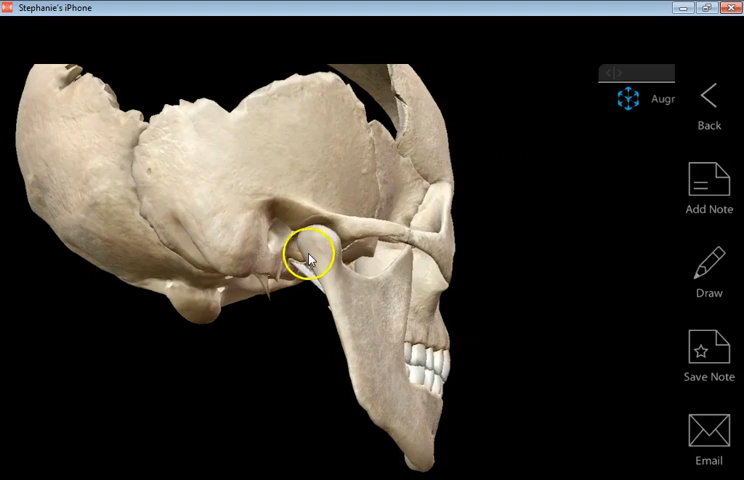 Stephanie's iPhone
Augr
Back
Add Note
Draw
Save Note
Email